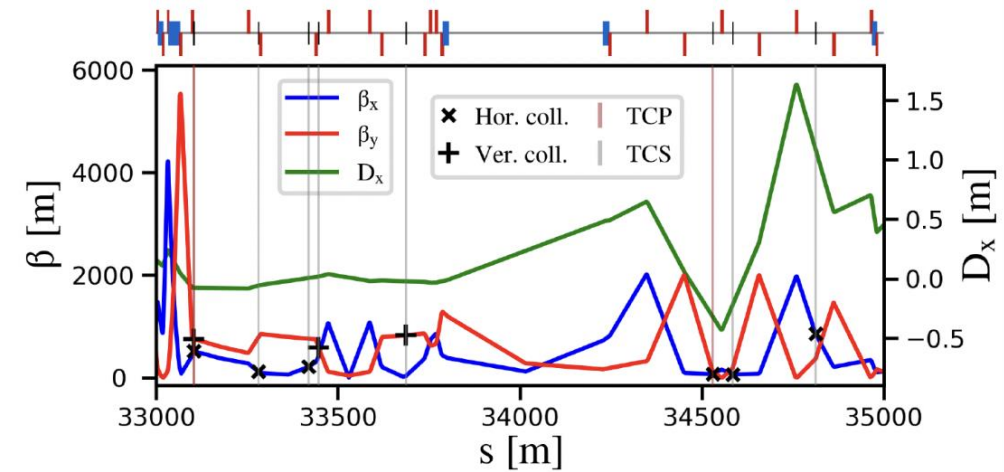 6000
4000
2000
0
β [m]
βx
βy
Dx
Hor. coll.
Ver. coll.
TCP
TCS
1.5
1.0
0.5
0.0
−0.5
Dx [m]
33000 33500 34000 34500 35000
s [m]